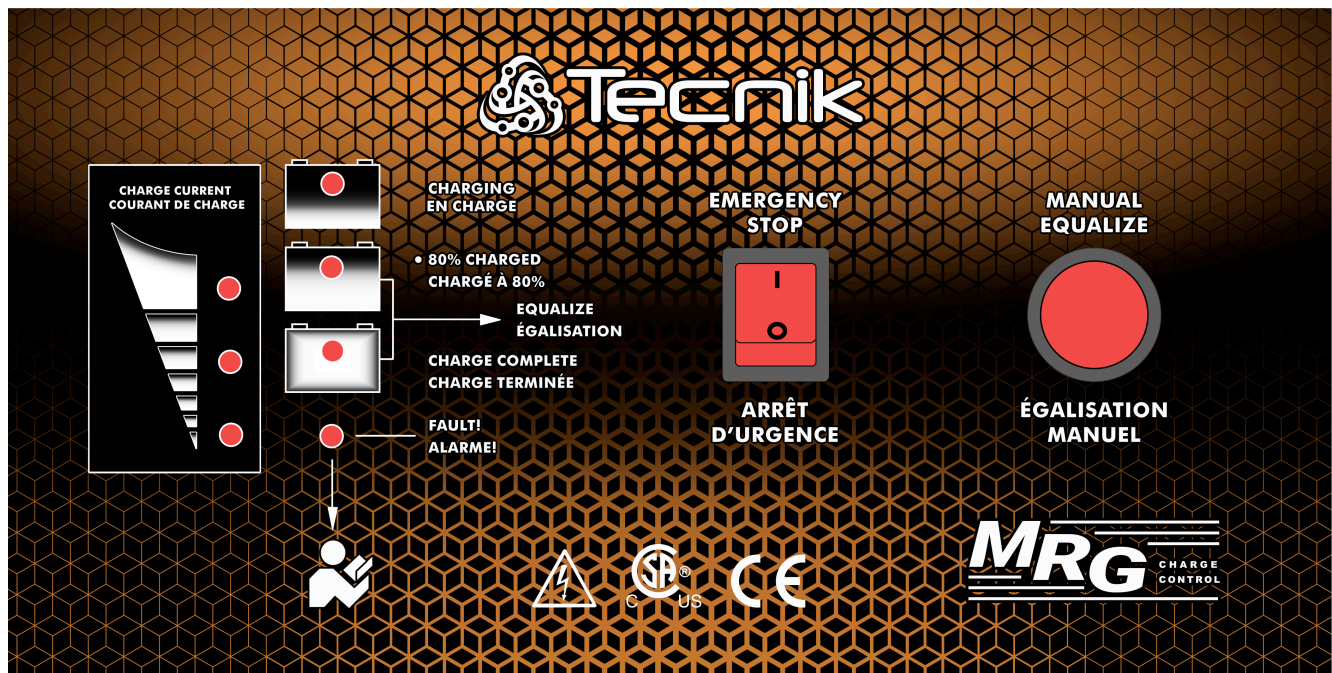 Tecnik
CHARGE CURRENT
COURANT DE CHARGE
CHARGING
EN CHARGE
• 80% CHARGED
CHARGÉ À 80%
EQUALIZE
ÉGALISATION
CHARGE COMPLETE
CHARGE TERMINÉE
FAULT!
ALARME!
EMERGENCY
STOP
I
O
ARRÊT
D'URGENCE
MANUAL
EQUALIZE
ÉGALISATION
MANUEL
CSA®
C US
CE
MRG
CHARGE
CONTROL